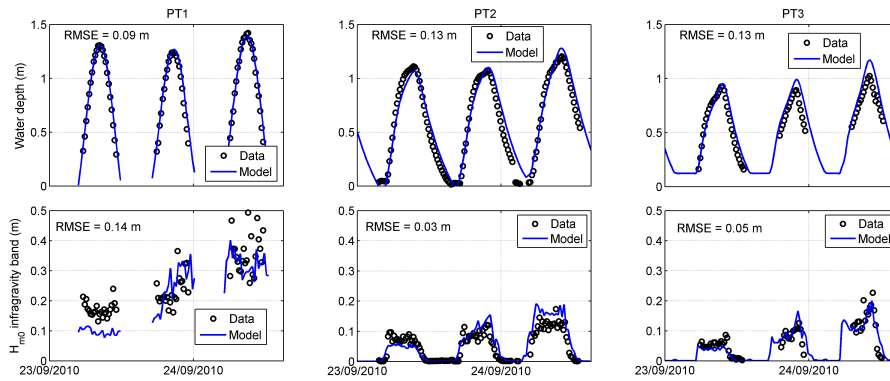 PT1
PT2
PT3
Water depth (m)
1.5
1
0.5
0
RMSE = 0.09 m
Data
Model
1.5
1
0.5
0
RMSE = 0.13 m
Data
Model
1.5
1
0.5
0
RMSE = 0.13 m
Data
Model
Hm0, infragravity band (m)
0.5
0.4
0.3
0.2
0.1
0
RMSE = 0.14 m
Data
Model
23/09/2010
24/09/2010
0.5
0.4
0.3
0.2
0.1
0
RMSE = 0.03 m
Data
Model
23/09/2010
24/09/2010
0.5
0.4
0.3
0.2
0.1
0
RMSE = 0.05 m
Data
Model
23/09/2010
24/09/2010